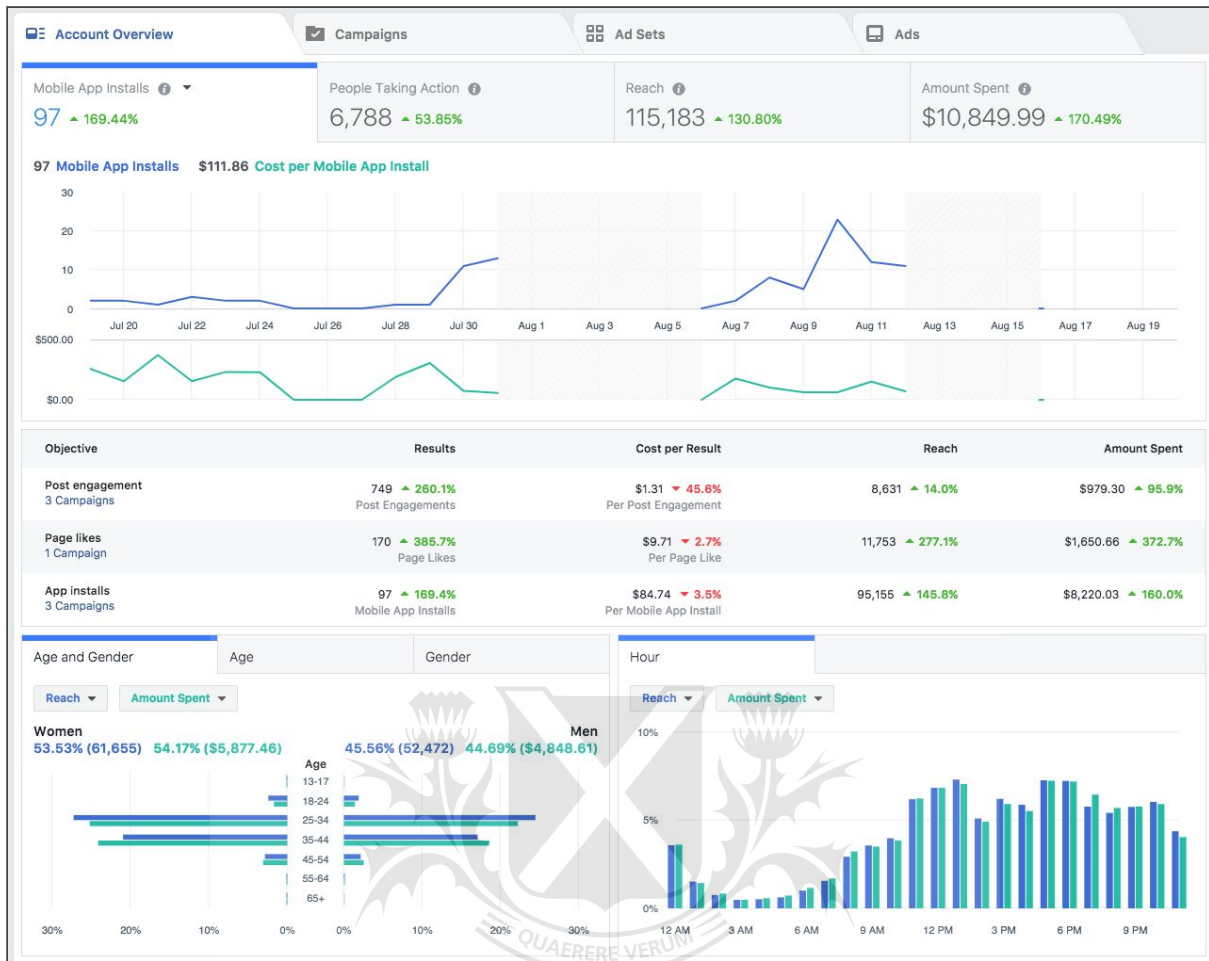 Account Overview
Campaigns
Ad Sets
Ads
Mobile App Installs
97 169.44%
People Taking Action
6,788 53.85%
Reach
115,183 130.80%
Amount Spent
$10,849.99 170.49%
97 Mobile App Installs $111.86 Cost per Mobile App Install
30
20
10
0
Jul 20 Jul 22 Jul 24 Jul 26 Jul 28 Jul 30 Aug 1 Aug 3 Aug 5 Aug 7 Aug 9 Aug 11 Aug 13 Aug 15 Aug 17 Aug 19
$500.00
$0.00
Objective Results Cost per Result Reach Amount Spent
Post engagement 749 260.1% $1.31 45.6% 8,631 14.0% $979.30 95.9%
3 Campaigns Post Engagements Per Post Engagement
Page likes 170 385.7% $9.71 2.7% 11,753 277.1% $1,650.66 372.7%
1 Campaign Page Likes Per Page Like
App installs 97 169.4% $84.74 3.5% 95,155 145.8% $8,220.03 160.0%
3 Campaigns Mobile App Installs Per Mobile App Install
Age and Gender Age Gender
Reach Amount Spent
Women Men
53.53% (61,655) 54.17% ($5,877.46) 45.56% (52,472) 44.69% ($4,848.61)
Age
13-17
18-24
25-34
35-44
45-54
55-64
65+
30% 20% 10% 0% 0% 10% 20% 30%
Hour
Reach Amount Spent
10%
5%
0%
12 AM 3 AM 6 AM 9 AM 12 PM 3 PM 6 PM 9 PM
QUAERERE VERUM